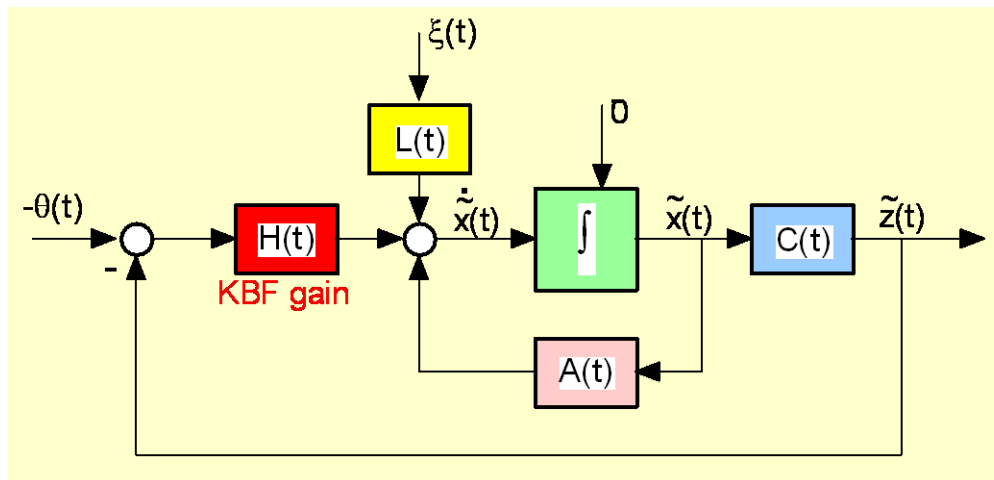 ξ(t)
0
L(t)
-θ(t)
H(t)
ẋ̃(t)
∫
x̃(t)
C(t)
z̃(t)
-
KBF gain
A(t)